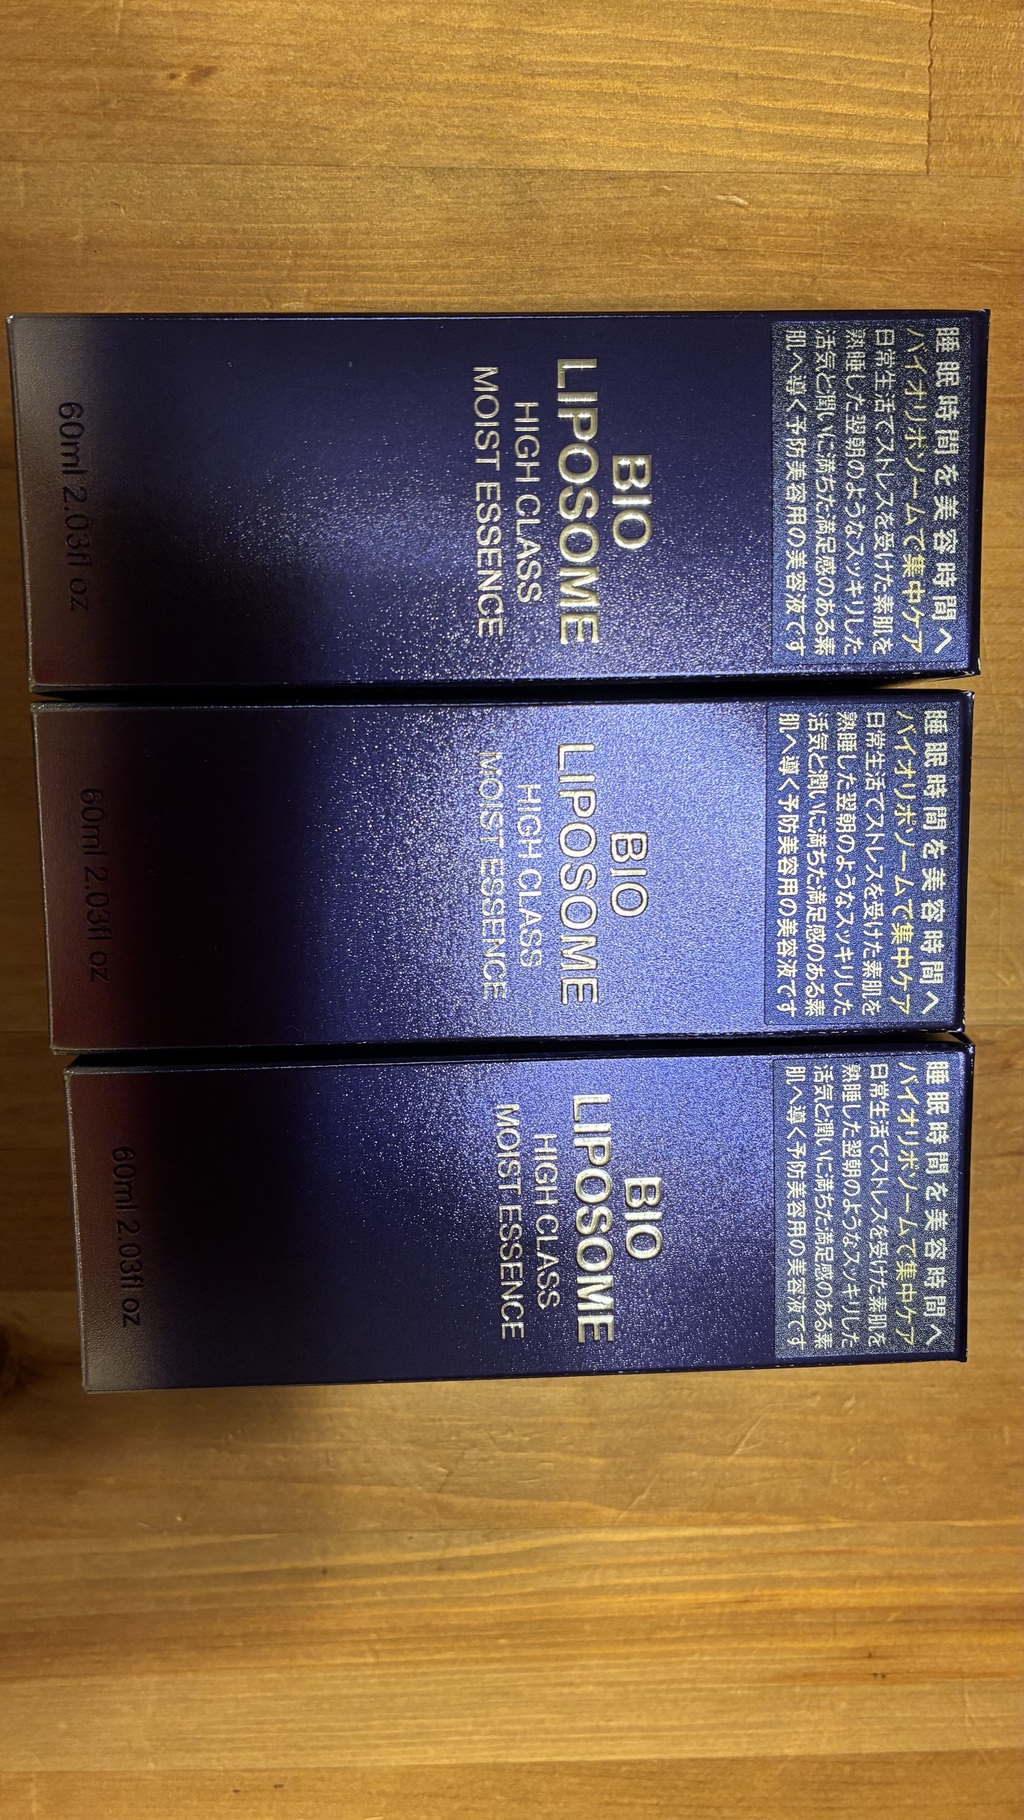 睡眠時間を美容時間へ
バイオリポソームで集中ケア
日常生活でストレスを受けた素肌を
熟睡した翌朝のようなスッキリした
活気と潤いに満ちた満足感のある素
肌へ導く予防美容用の美容液です
BIO
LIPOSOME
HIGH CLASS
MOIST ESSENCE
60ml 2.03fl oz
睡眠時間を美容時間へ
バイオリポソームで集中ケア
日常生活でストレスを受けた素肌を
熟睡した翌朝のようなスッキリした
活気と潤いに満ちた満足感のある素
肌へ導く予防美容用の美容液です
BIO
LIPOSOME
HIGH CLASS
MOIST ESSENCE
60ml 2.03fl oz
睡眠時間を美容時間へ
バイオリポソームで集中ケア
日常生活でストレスを受けた素肌を
熟睡した翌朝のようなスッキリした
活気と潤いに満ちた満足感のある素
肌へ導く予防美容用の美容液です
BIO
LIPOSOME
HIGH CLASS
MOIST ESSENCE
60ml 2.03fl oz